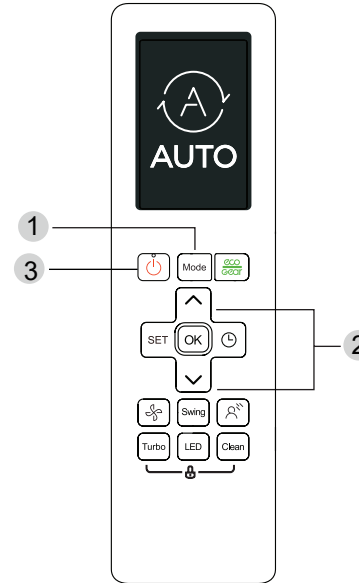 A
AUTO
1
3
Mode
eco
Gear
SET
OK
2
Swing
Turbo
LED
Clean